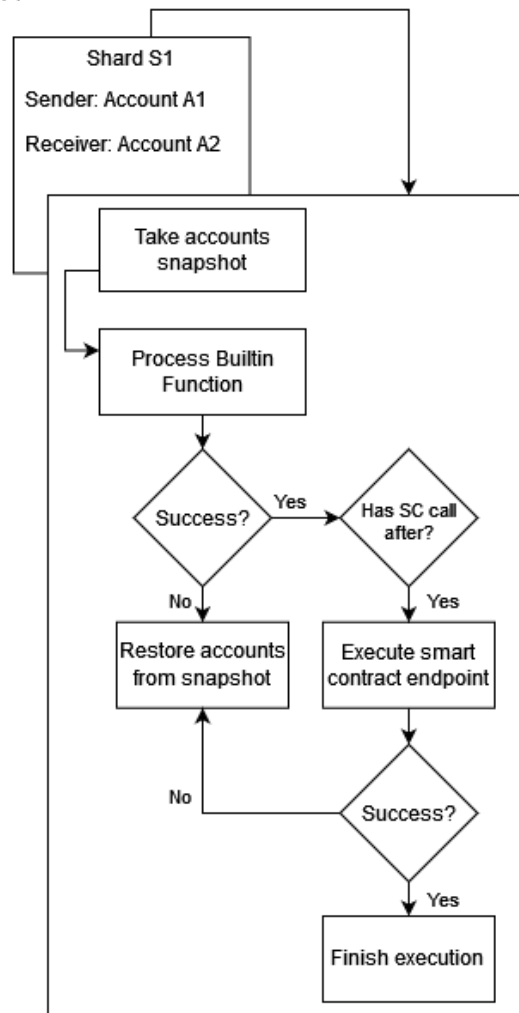 Shard S1
Sender: Account A1
Receiver: Account A2
Take accounts
snapshot
Process Builtin
Function
Success?
Yes
Has SC call
after?
No
Yes
Restore accounts
from snapshot
Execute smart
contract endpoint
No
Success?
Yes
Finish execution